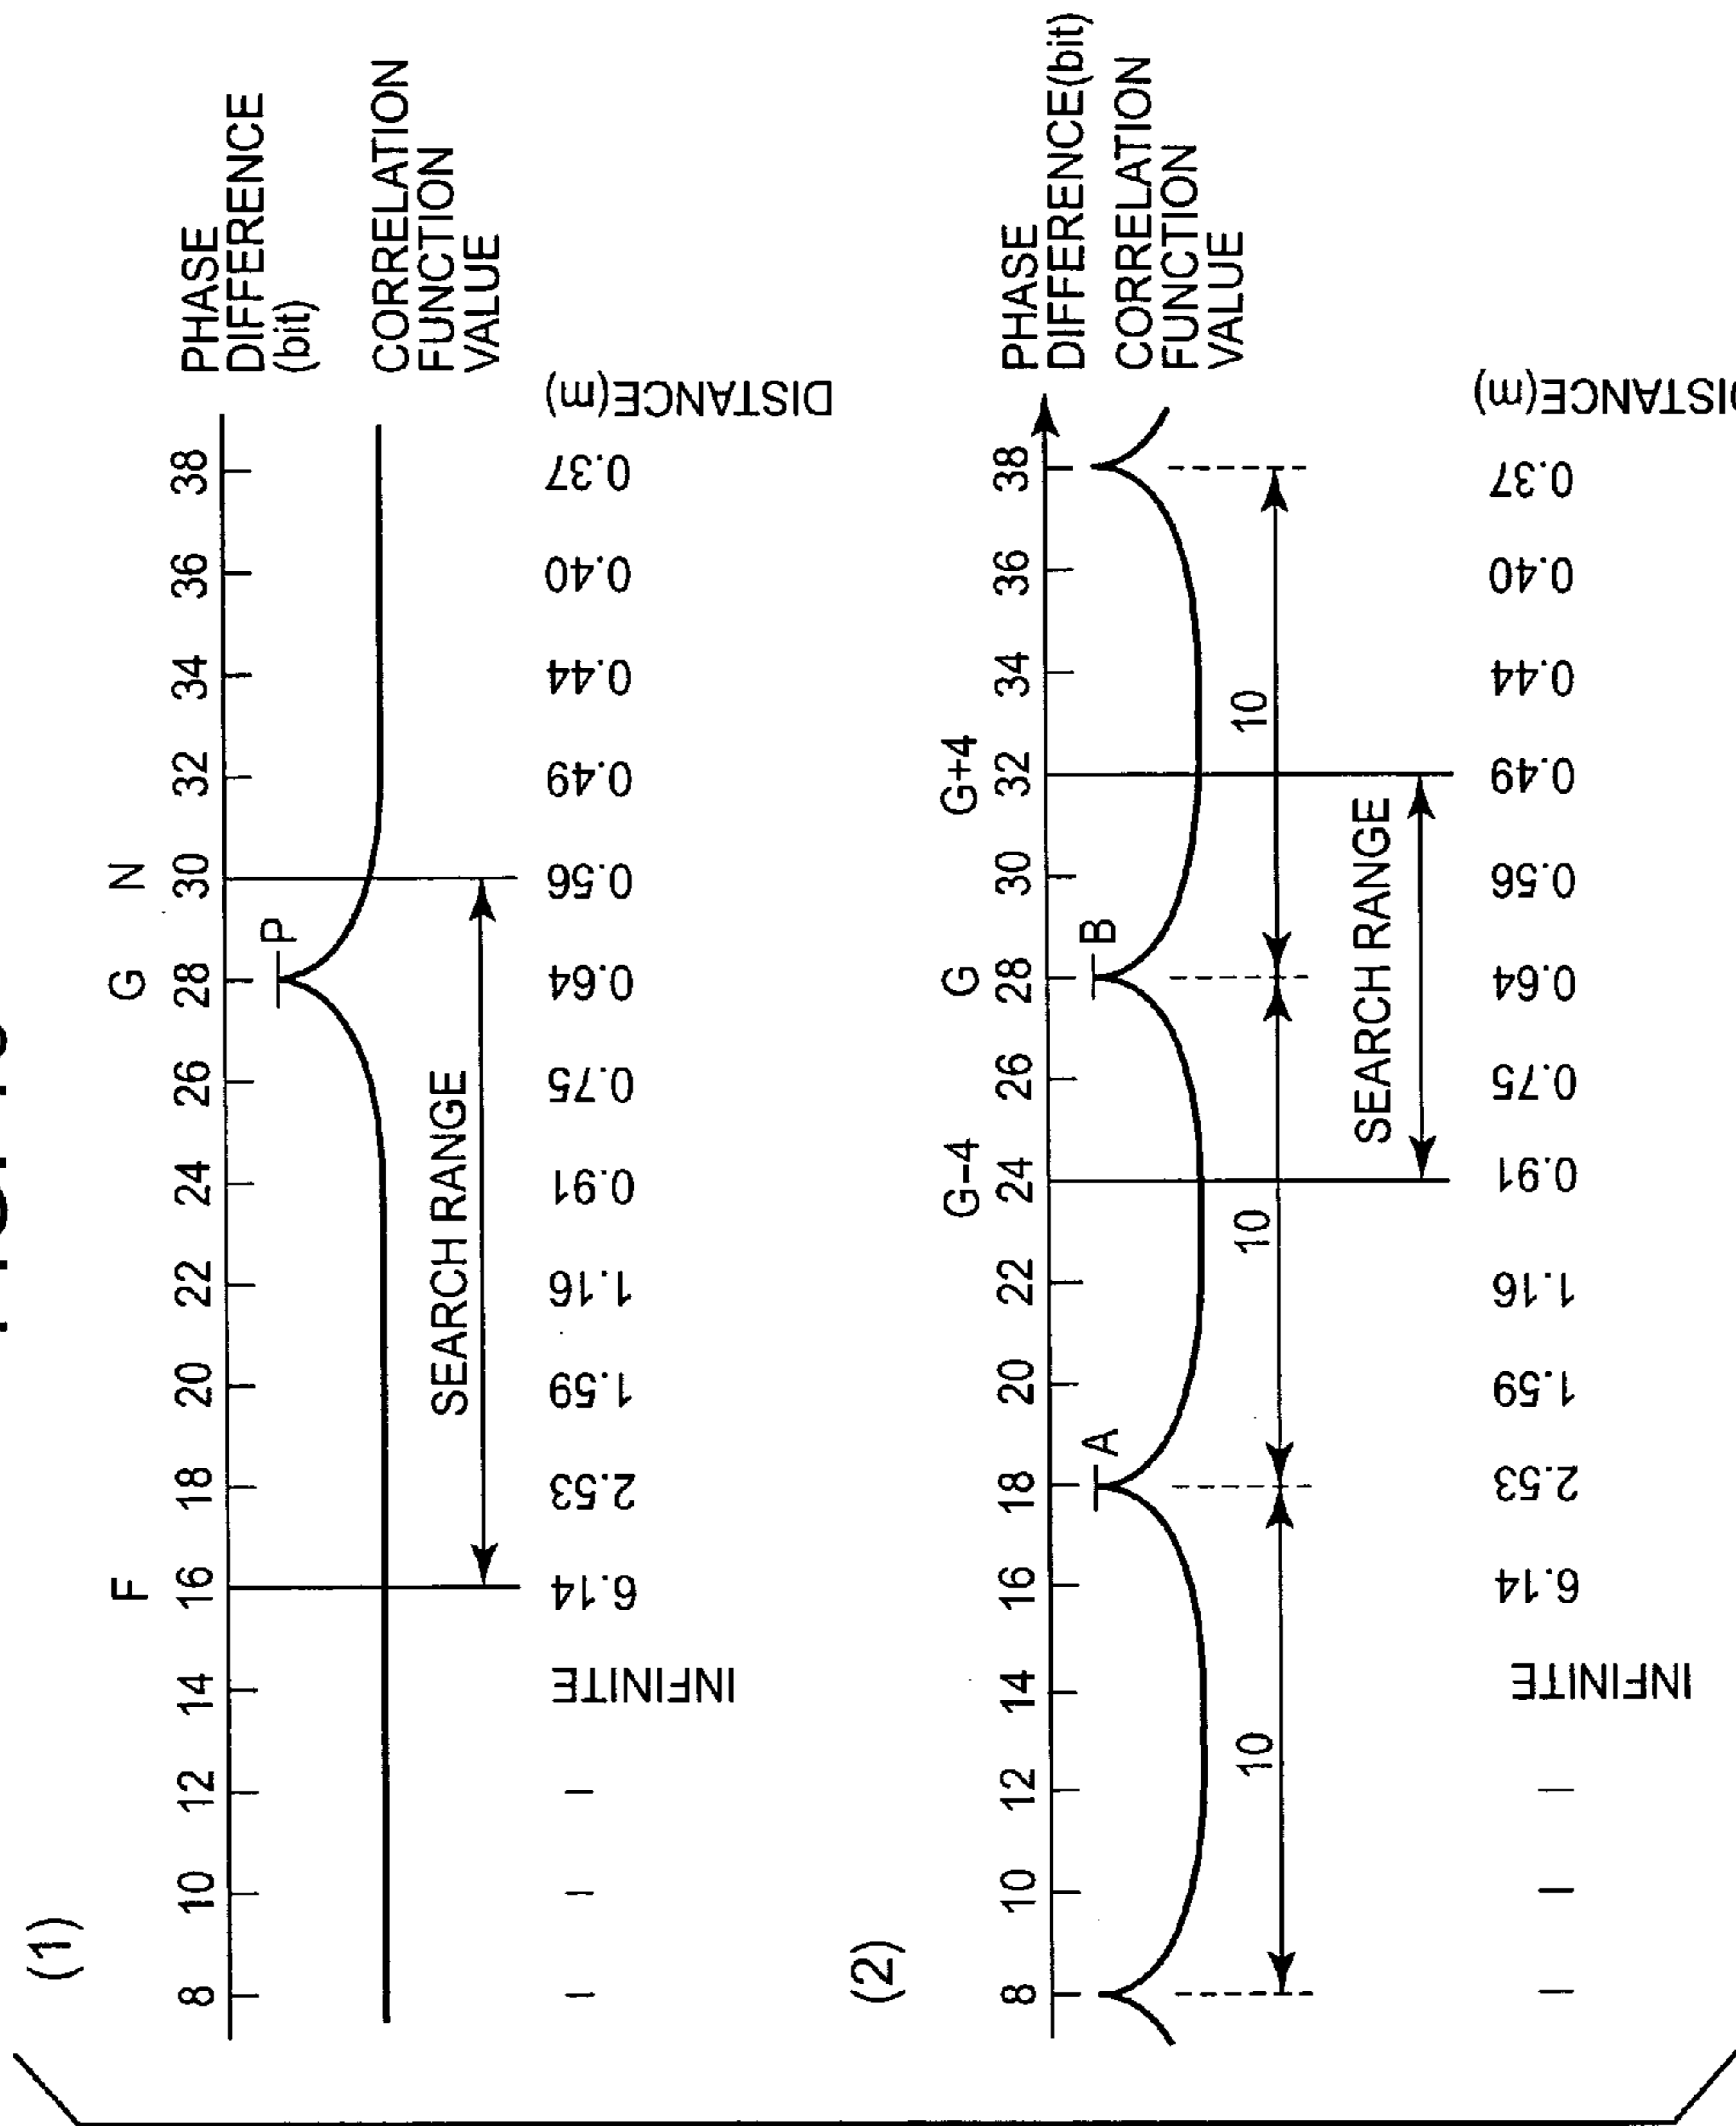 (1)
F G N
8 10 12 14 16 18 20 22 24 26 28 30 32 34 36 38
PHASE
DIFFERENCE
(bit)
P
CORRELATION
FUNCTION
VALUE
SEARCH RANGE
– – – INFINITE 6.14 2.53 1.59 1.16 0.91 0.75 0.64 0.56 0.49 0.44 0.40 0.37 DISTANCE(m)
(2)
G−4 G G+4
8 10 12 14 16 18 20 22 24 26 28 30 32 34 36 38
PHASE
DIFFERENCE(bit)
A B
CORRELATION
FUNCTION
VALUE
10 10 10
SEARCH RANGE
– – – INFINITE 6.14 2.53 1.59 1.16 0.91 0.75 0.64 0.56 0.49 0.44 0.40 0.37 (m)